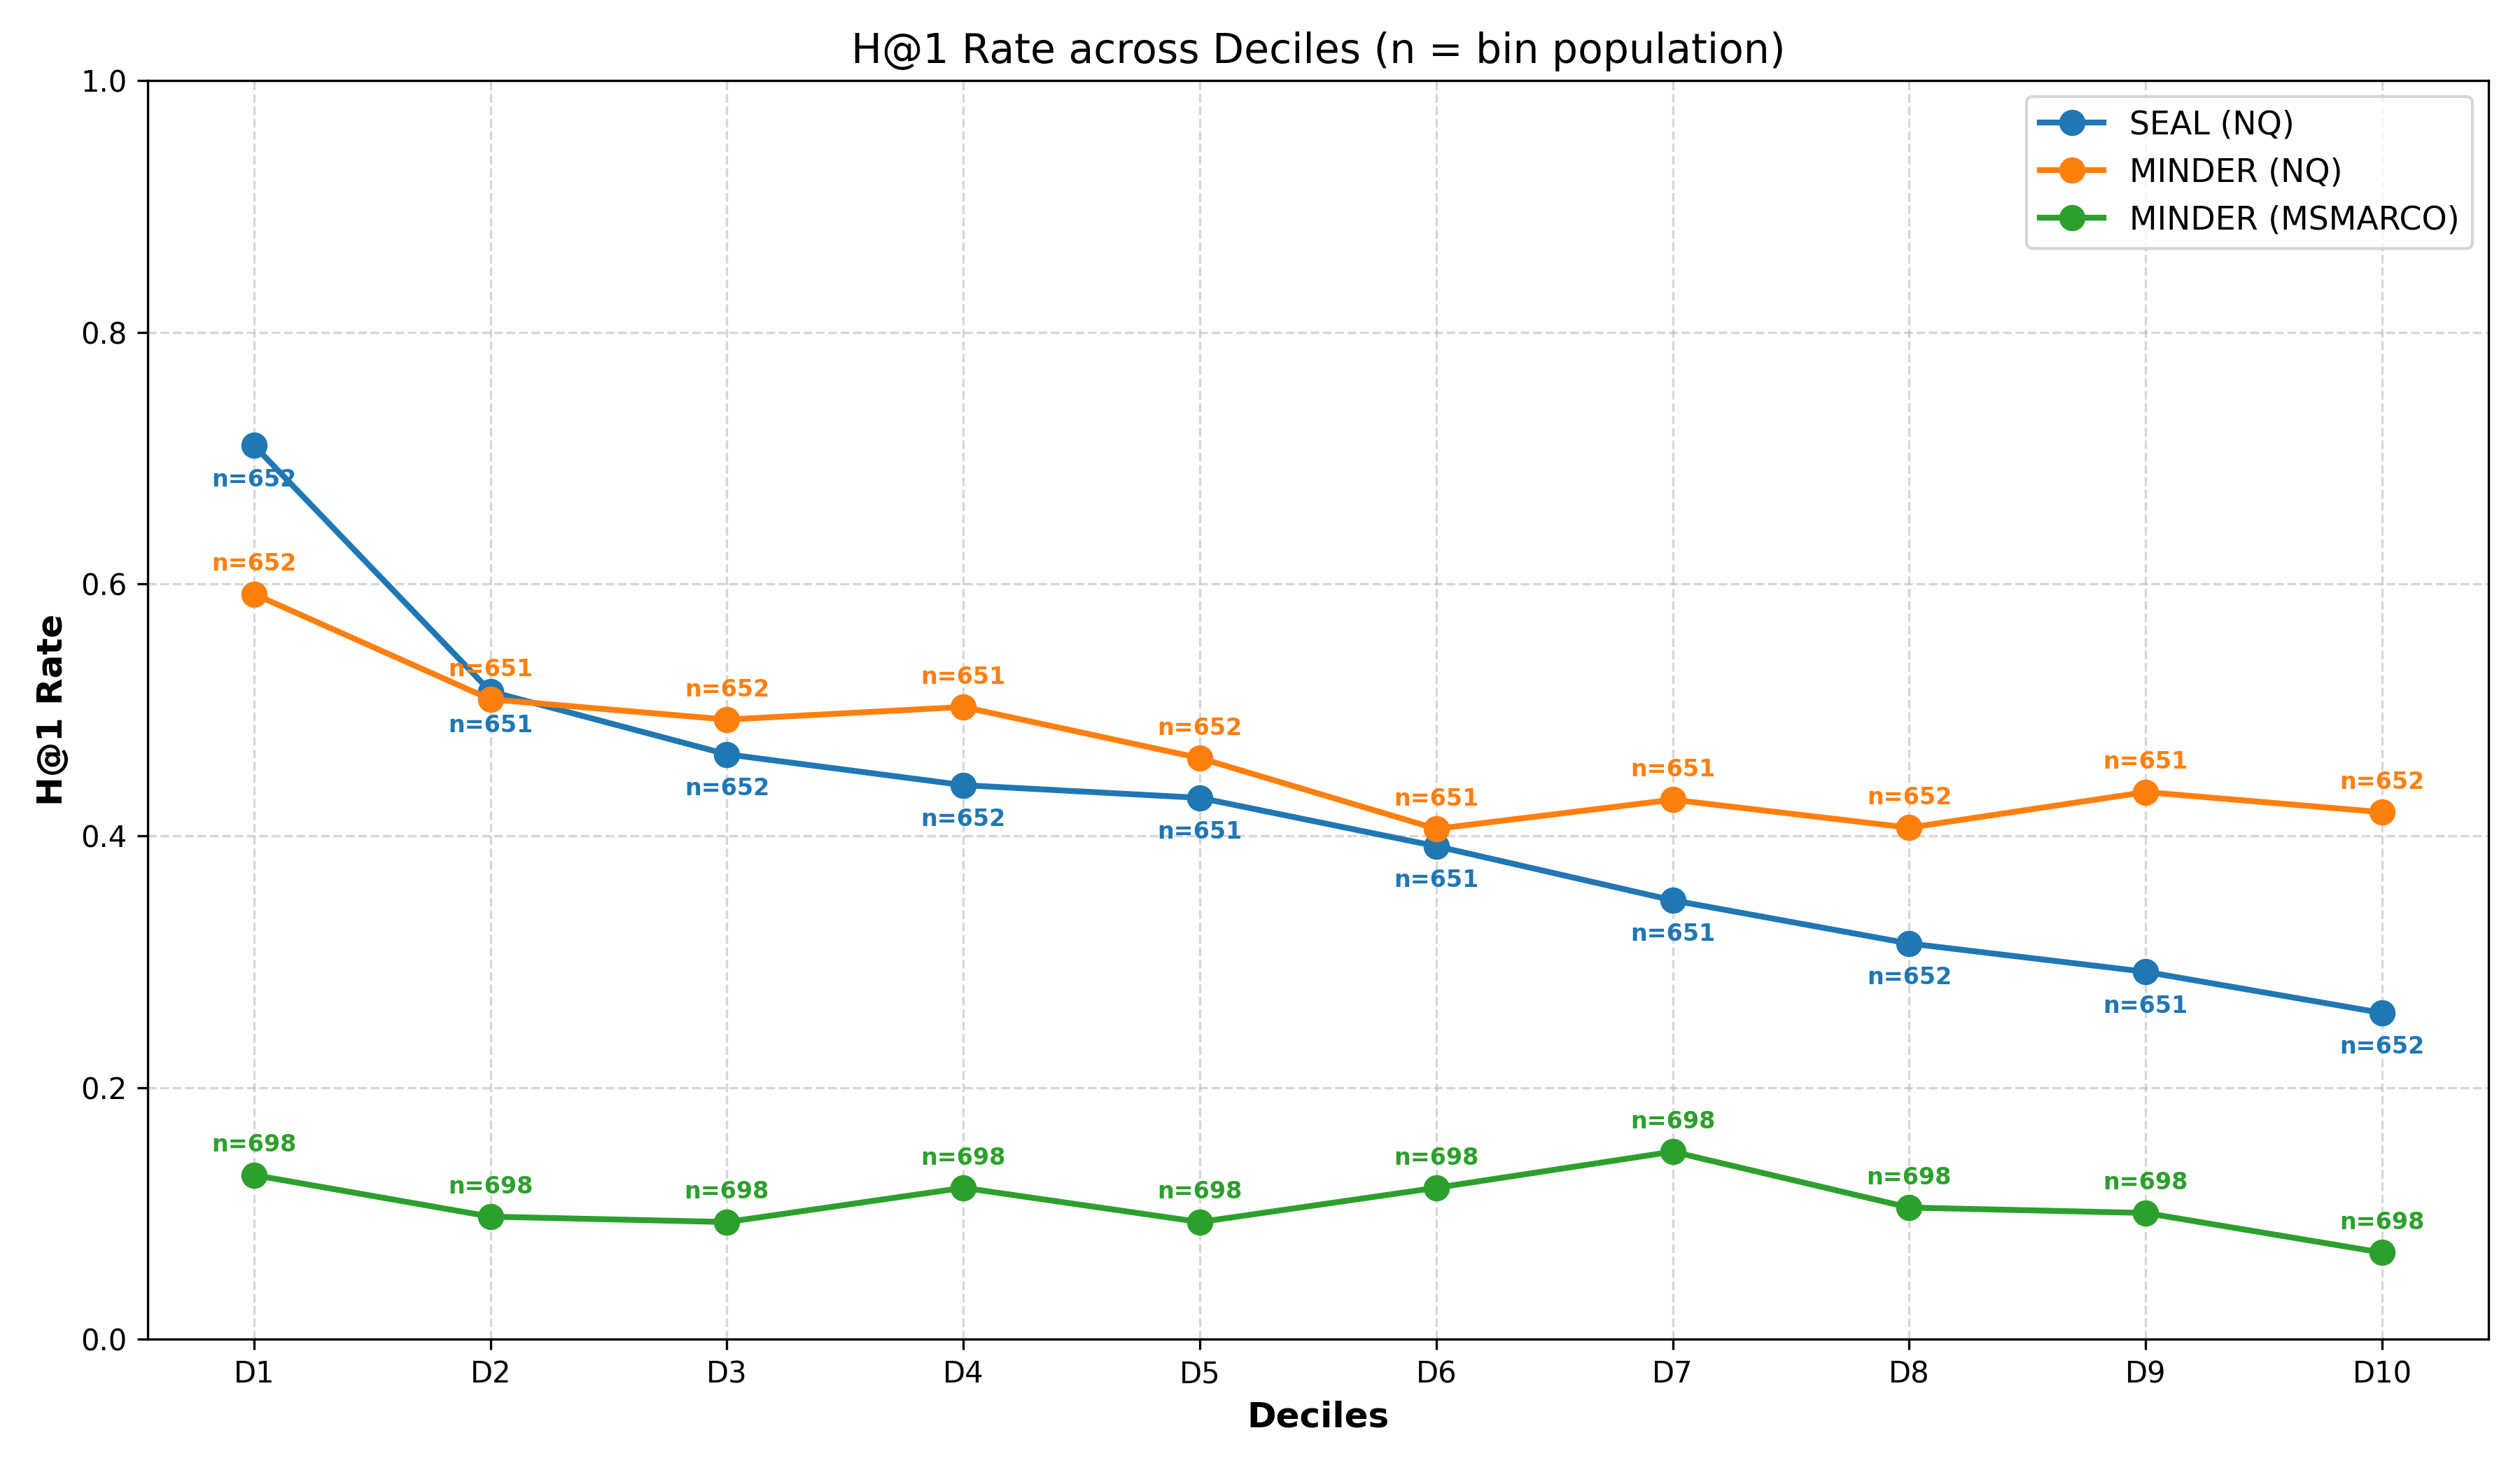 H@1 Rate across Deciles (n = bin population)
SEAL (NQ)
MINDER (NQ)
MINDER (MSMARCO)
H@1 Rate
1.0
0.8
0.6
0.4
0.2
0.0
n=652
n=651
n=652
n=652
n=651
n=651
n=651
n=652
n=651
n=652
n=652
n=651
n=652
n=651
n=652
n=651
n=651
n=652
n=651
n=652
n=698
n=698
n=698
n=698
n=698
n=698
n=698
n=698
n=698
n=698
D1 D2 D3 D4 D5 D6 D7 D8 D9 D10
Deciles